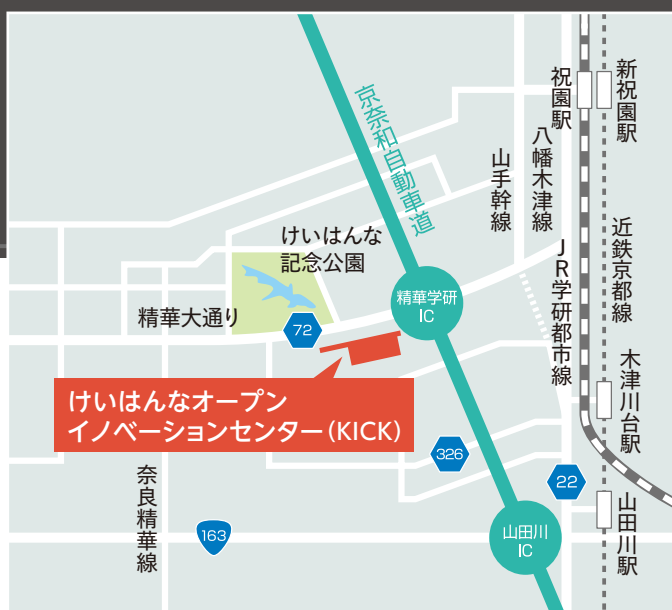 新祝園駅
祝園駅
京奈和自動車道
八幡木津線
山手幹線
けいはんな
記念公園
近鉄京都線
JR学研都市線
精華学研
IC
精華大通り
72
木津川台駅
けいはんなオープン
イノベーションセンター(KICK)
326
22
奈良精華線
山田川駅
163
山田川
IC